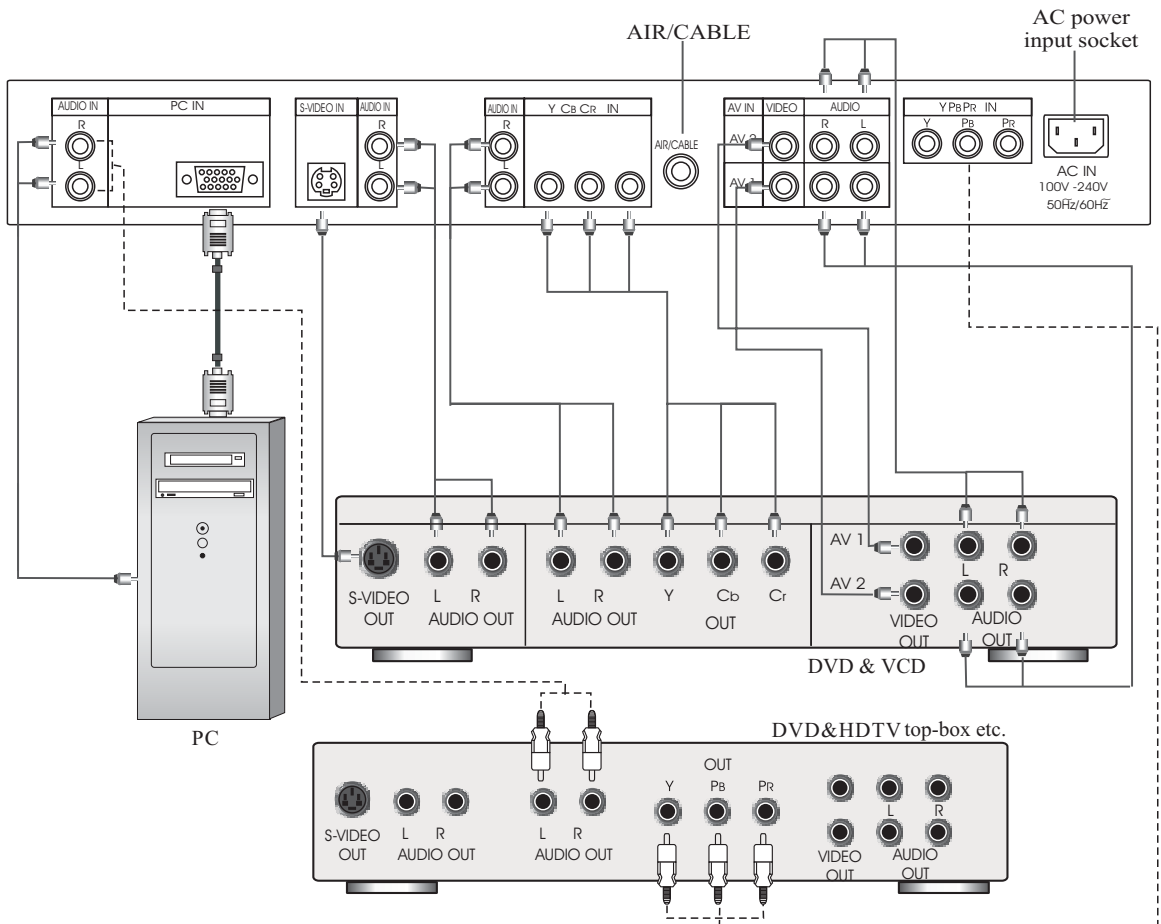 AIR/CABLE
AC power
input socket
AUDIO IN
PC IN
R
L
S-VIDEO IN
AUDIO IN
R
L
AUDIO IN
Y CB CR IN
R
L
AIR/CABLE
AV IN
VIDEO
AUDIO
R L
AV 2
AV 1
Y PB PR IN
Y PB PR
AC IN
100V -240V
50Hz/60Hz
AV 1
AV 2
L R
S-VIDEO
OUT
L R
AUDIO OUT
L R
AUDIO OUT
Y Cb Cr
OUT
VIDEO
OUT
AUDIO
OUT
DVD & VCD
PC
DVD&HDTV top-box etc.
OUT
Y PB PR
S-VIDEO
OUT
L R
AUDIO OUT
L R
AUDIO OUT
L R
VIDEO
OUT
AUDIO
OUT